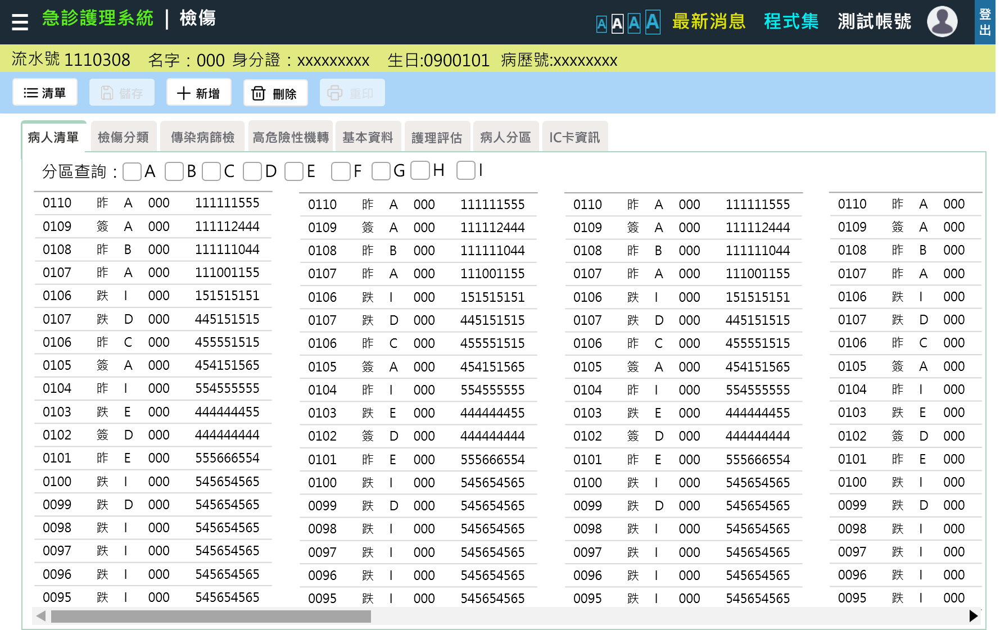 急診護理系統 | 檢傷 A A A A 最新消息 程式集 測試帳號 登出
流水號 1110308 名字：000 身分證：xxxxxxxxx 生日:0900101 病歷號:xxxxxxxx
清單 儲存 新增 刪除 重印
病人清單 檢傷分類 傳染病篩檢 高危險性機轉 基本資料 護理評估 病人分區 IC卡資訊
分區查詢：A B C D E F G H I
0110 昨 A 000 111111555 0110 昨 A 000 111111555 0110 昨 A 000 111111555 0110 昨 A 000
0109 簽 A 000 111112444 0109 簽 A 000 111112444 0109 簽 A 000 111112444 0109 簽 A 000
0108 昨 B 000 111111044 0108 昨 B 000 111111044 0108 昨 B 000 111111044 0108 昨 B 000
0107 昨 A 000 111001155 0107 昨 A 000 111001155 0107 昨 A 000 111001155 0107 昨 A 000
0106 跌 I 000 151515151 0106 跌 I 000 151515151 0106 跌 I 000 151515151 0106 跌 I 000
0107 跌 D 000 445151515 0107 跌 D 000 445151515 0107 跌 D 000 445151515 0107 跌 D 000
0106 昨 C 000 455551515 0106 昨 C 000 455551515 0106 昨 C 000 455551515 0106 昨 C 000
0105 簽 A 000 454151565 0105 簽 A 000 454151565 0105 簽 A 000 454151565 0105 簽 A 000
0104 昨 I 000 554555555 0104 昨 I 000 554555555 0104 昨 I 000 554555555 0104 昨 I 000
0103 跌 E 000 444444455 0103 跌 E 000 444444455 0103 跌 E 000 444444455 0103 跌 E 000
0102 簽 D 000 444444444 0102 簽 D 000 444444444 0102 簽 D 000 444444444 0102 簽 D 000
0101 昨 E 000 555666554 0101 昨 E 000 555666554 0101 昨 E 000 555666554 0101 昨 E 000
0100 跌 I 000 545654565 0100 跌 I 000 545654565 0100 跌 I 000 545654565 0100 跌 I 000
0099 跌 D 000 545654565 0099 跌 D 000 545654565 0099 跌 D 000 545654565 0099 跌 D 000
0098 跌 I 000 545654565 0098 跌 I 000 545654565 0098 跌 I 000 545654565 0098 跌 I 000
0097 跌 I 000 545654565 0097 跌 I 000 545654565 0097 跌 I 000 545654565 0097 跌 I 000
0096 跌 I 000 545654565 0096 跌 I 000 545654565 0096 跌 I 000 545654565 0096 跌 I 000
0095 跌 I 000 545654565 0095 跌 I 000 545654565 0095 跌 I 000 545654565 0095 跌 I 000